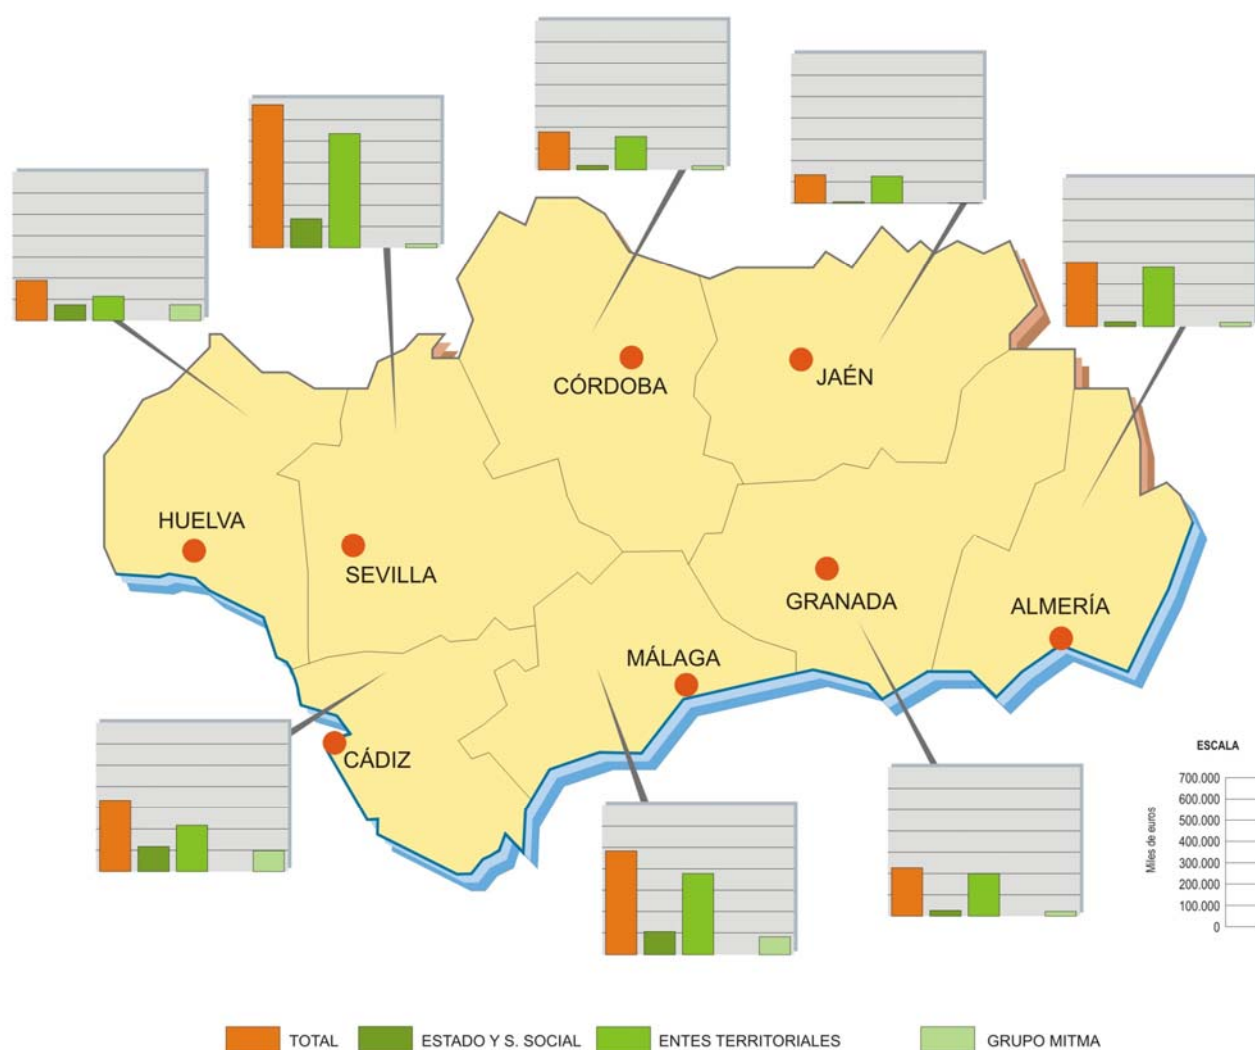 CÓRDOBA
JAÉN
HUELVA
SEVILLA
GRANADA
ALMERÍA
MÁLAGA
CÁDIZ
ESCALA
Miles de euros
700.000
600.000
500.000
400.000
300.000
200.000
100.000
0
TOTAL
ESTADO Y S. SOCIAL
ENTES TERRITORIALES
GRUPO MITMA